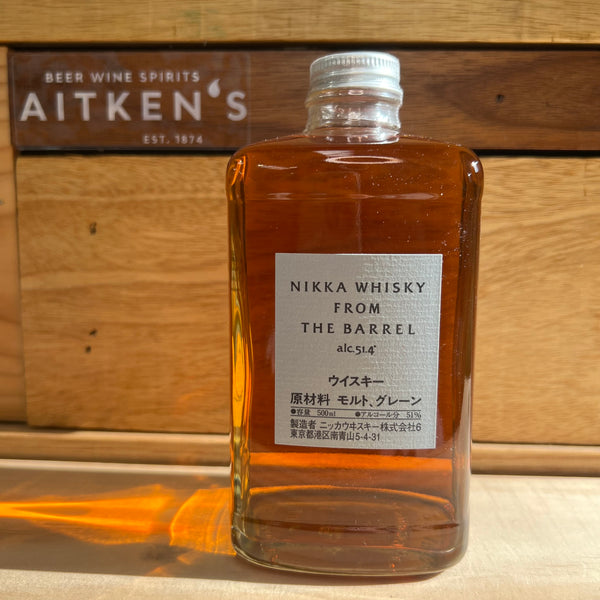 BEER WINE SPIRITS
AITKEN'S
EST. 1874
NIKKA WHISKY
FROM
THE BARREL
alc.51.4°
ウイスキー
原材料 モルト、グレーン
●容量 500ml ●アルコール分 51%
製造者 ニッカウヰスキー株式会社6
東京都港区南青山5-4-31